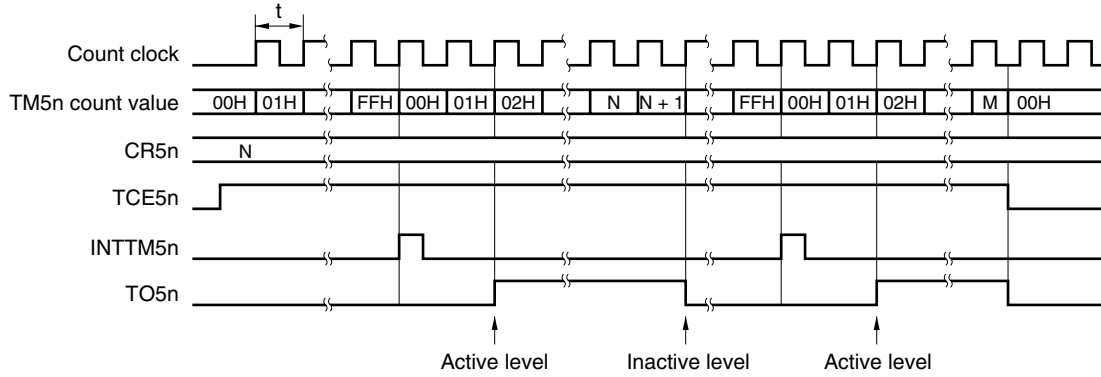 t
Count clock
TM5n count value 00H 01H FFH 00H 01H 02H N N + 1 FFH 00H 01H 02H M 00H
CR5n N
TCE5n
INTTM5n
TO5n
Active level Inactive level Active level